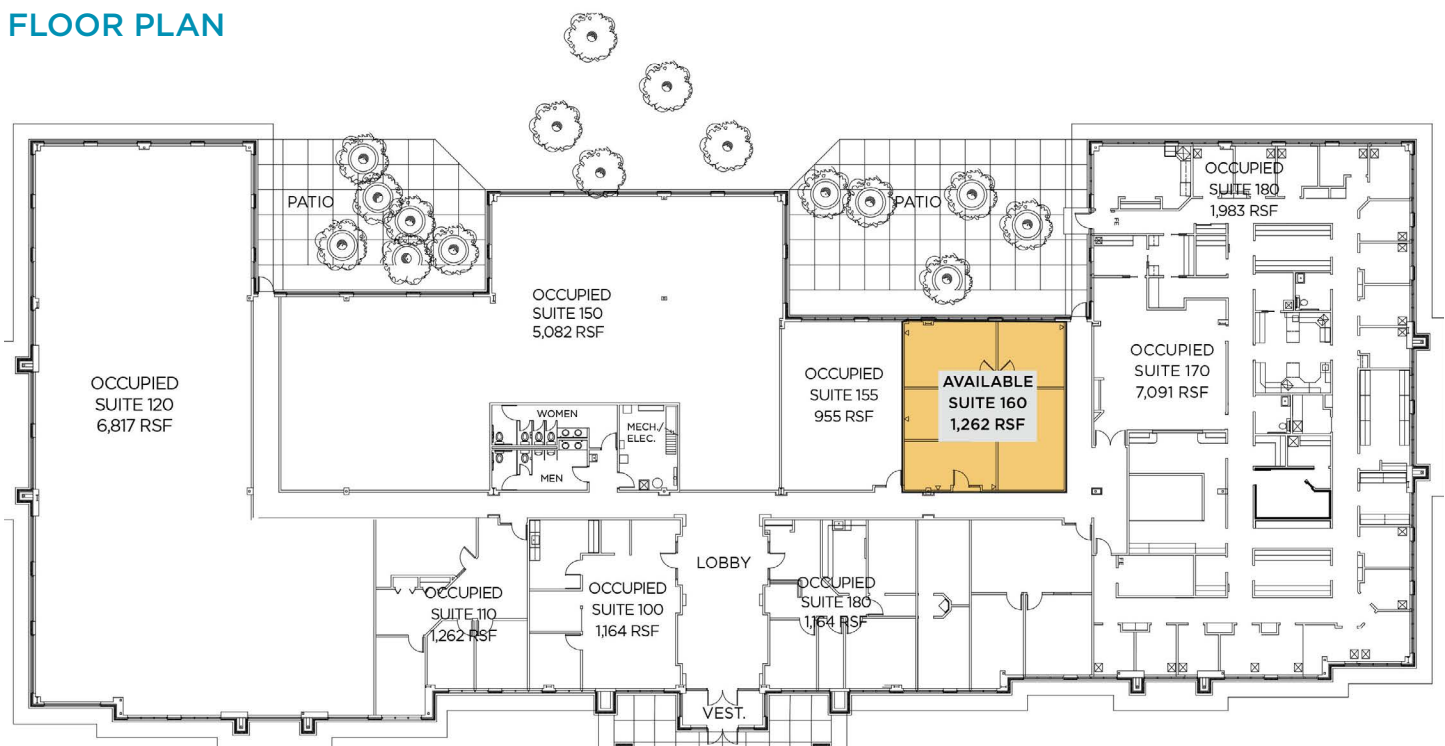 FLOOR PLAN
PATIO
PATIO
OCCUPIED
SUITE 180
1,983 RSF
FE
OCCUPIED
SUITE 150
5,082 RSF
OCCUPIED
SUITE 120
6,817 RSF
OCCUPIED
SUITE 155
955 RSF
AVAILABLE
SUITE 160
1,262 RSF
OCCUPIED
SUITE 170
7,091 RSF
WOMEN
MECH./
ELEC.
MEN
LOBBY
OCCUPIED
SUITE 110
1,262 RSF
OCCUPIED
SUITE 100
1,164 RSF
OCCUPIED
SUITE 180
1,164 RSF
VEST.